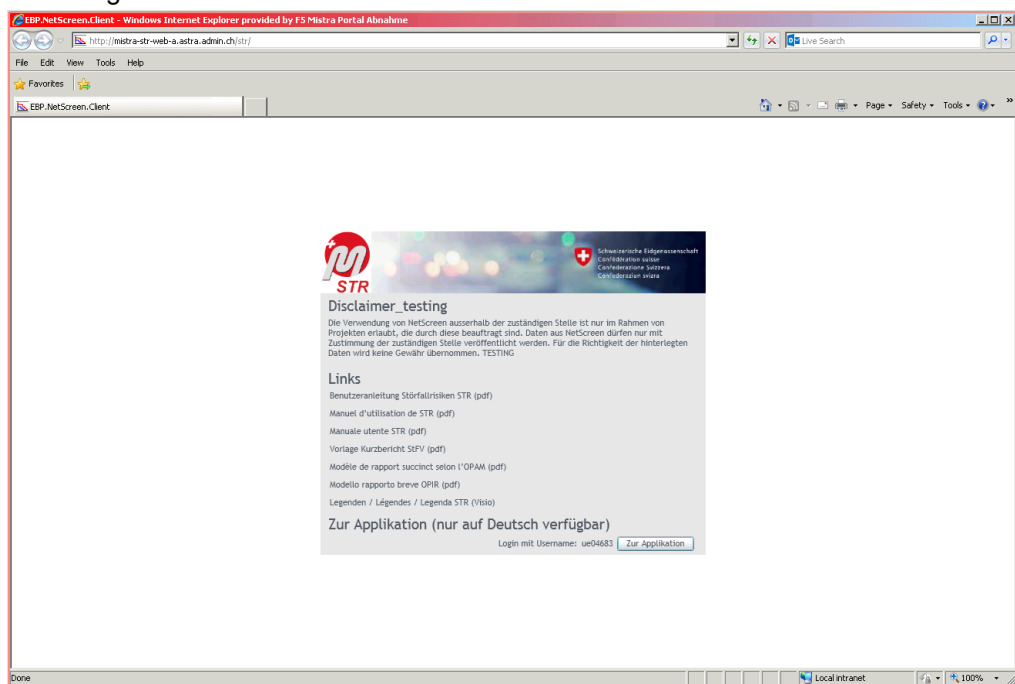 EBP.NetScreen.Client - Windows Internet Explorer provided by F5 Mistra Portal Abnahme
http://mistra-str-web-a.astra.admin.ch/str/
Live Search
File Edit View Tools Help
Favorites
EBP.NetScreen.Client
Page Safety Tools
STR
Schweizerische Eidgenossenschaft
Confédération suisse
Confederazione Svizzera
Confederaziun svizra
Disclaimer_testing
Die Verwendung von NetScreen ausserhalb der zuständigen Stelle ist nur im Rahmen von
Projekten erlaubt, die durch diese beauftragt sind. Daten aus NetScreen dürfen nur mit
Zustimmung der zuständigen Stelle veröffentlicht werden. Für die Richtigkeit der hinterlegten
Daten wird keine Gewähr übernommen. TESTING
Links
Benutzeranleitung Störfallrisiken STR (pdf)
Manuel d'utilisation de STR (pdf)
Manuale utente STR (pdf)
Vorlage Kurzbericht StFV (pdf)
Modèle de rapport succinct selon l'OPAM (pdf)
Modello rapporto breve OPIR (pdf)
Legenden / Légendes / Legenda STR (Visio)
Zur Applikation (nur auf Deutsch verfügbar)
Login mit Username: ue04683 Zur Applikation
Done
Local intranet
100%